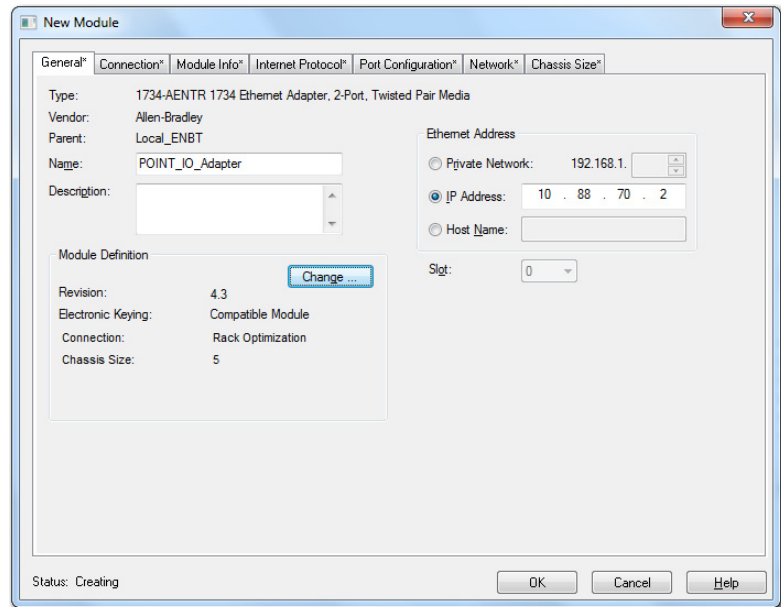 New Module
General* Connection* Module Info* Internet Protocol* Port Configuration* Network* Chassis Size*
Type: 1734-AENTR 1734 Ethernet Adapter, 2-Port, Twisted Pair Media
Vendor: Allen-Bradley
Parent: Local_ENBT
Name: POINT_IO_Adapter
Description:
Ethernet Address
Private Network: 192.168.1.
IP Address: 10 . 88 . 70 . 2
Host Name:
Slot: 0
Module Definition
Change ...
Revision: 4.3
Electronic Keying: Compatible Module
Connection: Rack Optimization
Chassis Size: 5
Status: Creating
OK Cancel Help